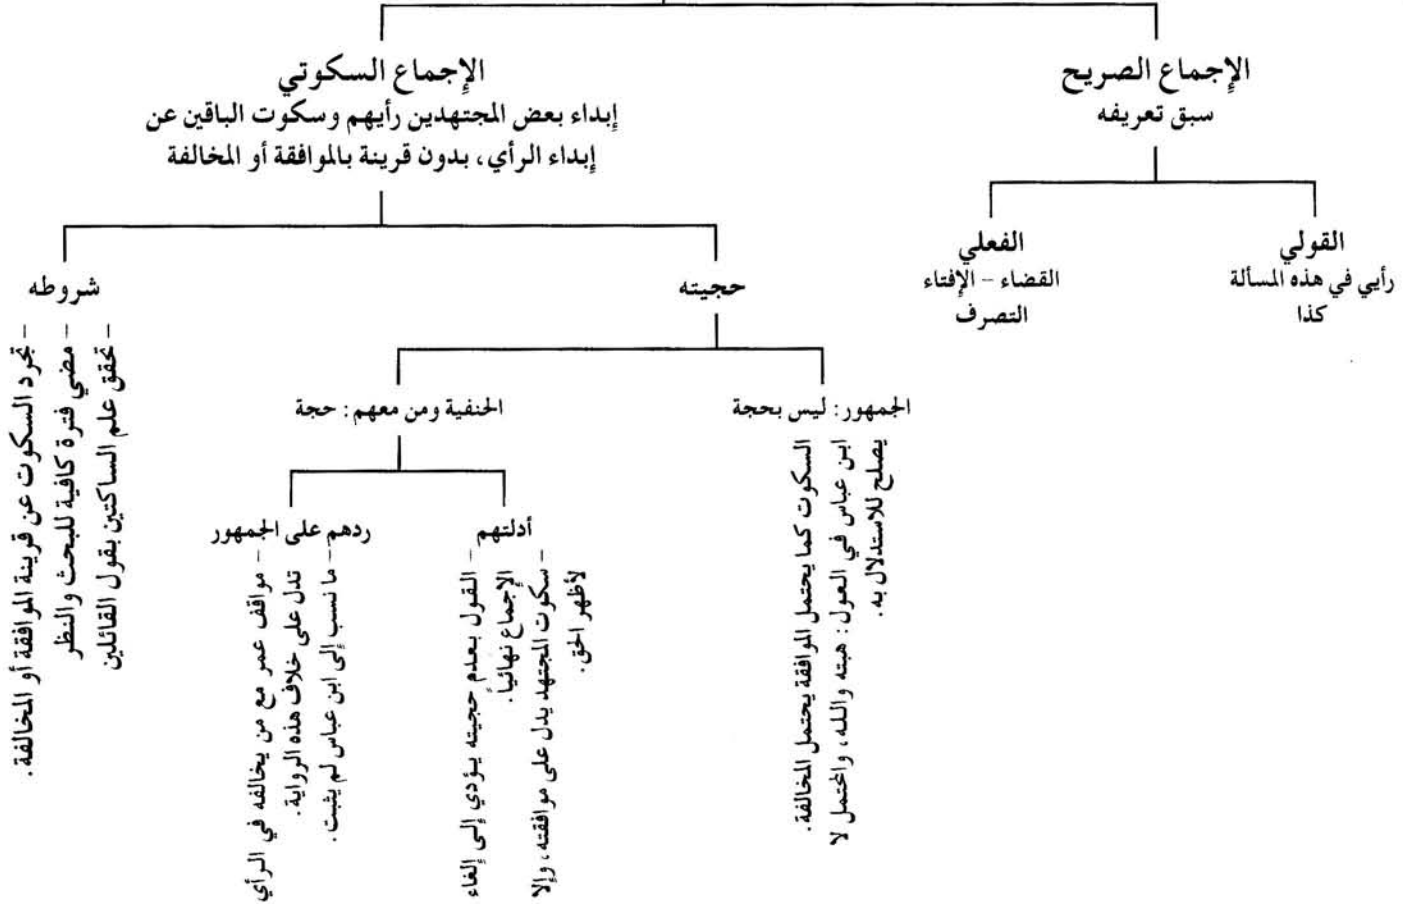 الإجماع الصريح
سبق تعريفه
القولي
رأيي في هذه المسألة
كذا
الفعلي
القضاء – الإفتاء
التصرف
الإجماع السكوتي
إبداء بعض المجتهدين رأيهم وسكوت الباقين عن
إبداء الرأي، بدون قرينة بالموافقة أو المخالفة
حجيته
الجمهور: ليس بحجة
السكوت كما يحتمل الموافقة يحتمل المخالفة.
ابن عباس في العول: هبته والله، والمحتمل لا
يصلح للاستدلال به.
الحنفية ومن معهم: حجة
أدلتهم
– القول بعدم حجيته يؤدي إلى إلغاء
الإجماع نهائياً.
– سكوت المجتهد يدل على موافقته، وإلا
لأظهر الحق.
ردهم على الجمهور
– مواقف عمر مع من يخالفه في الرأي
تدل على خلاف هذه الرواية.
– ما نسب إلى ابن عباس لم يثبت.
شروطه
– تجرد السكوت عن قرينة الموافقة أو المخالفة.
– مضي فترة كافية للبحث والنظر
– تحقق علم الساكتين بقول القائلين